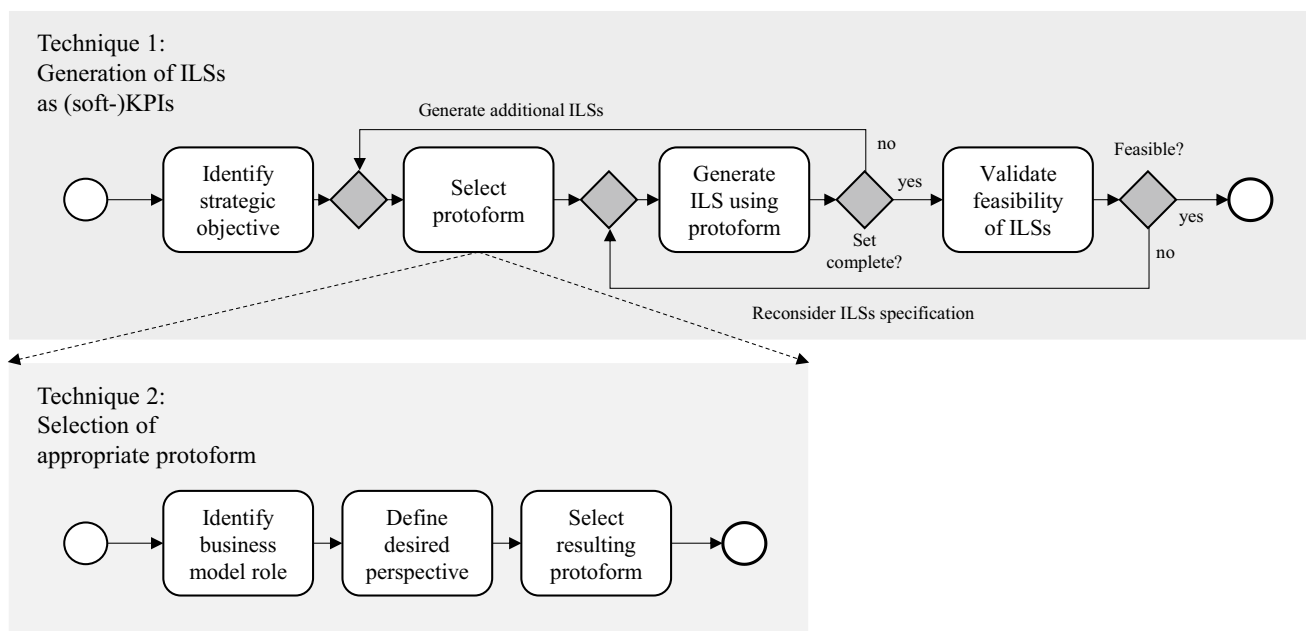 Technique 1:
Generation of ILSs
as (soft-)KPIs
Generate additional ILSs
Identify
strategic
objective
Select
protoform
Generate
ILS using
protoform
no
yes
Set
complete?
Validate
feasibility
of ILSs
Feasible?
yes
no
Reconsider ILSs specification
Technique 2:
Selection of
appropriate protoform
Identify
business
model role
Define
desired
perspective
Select
resulting
protoform